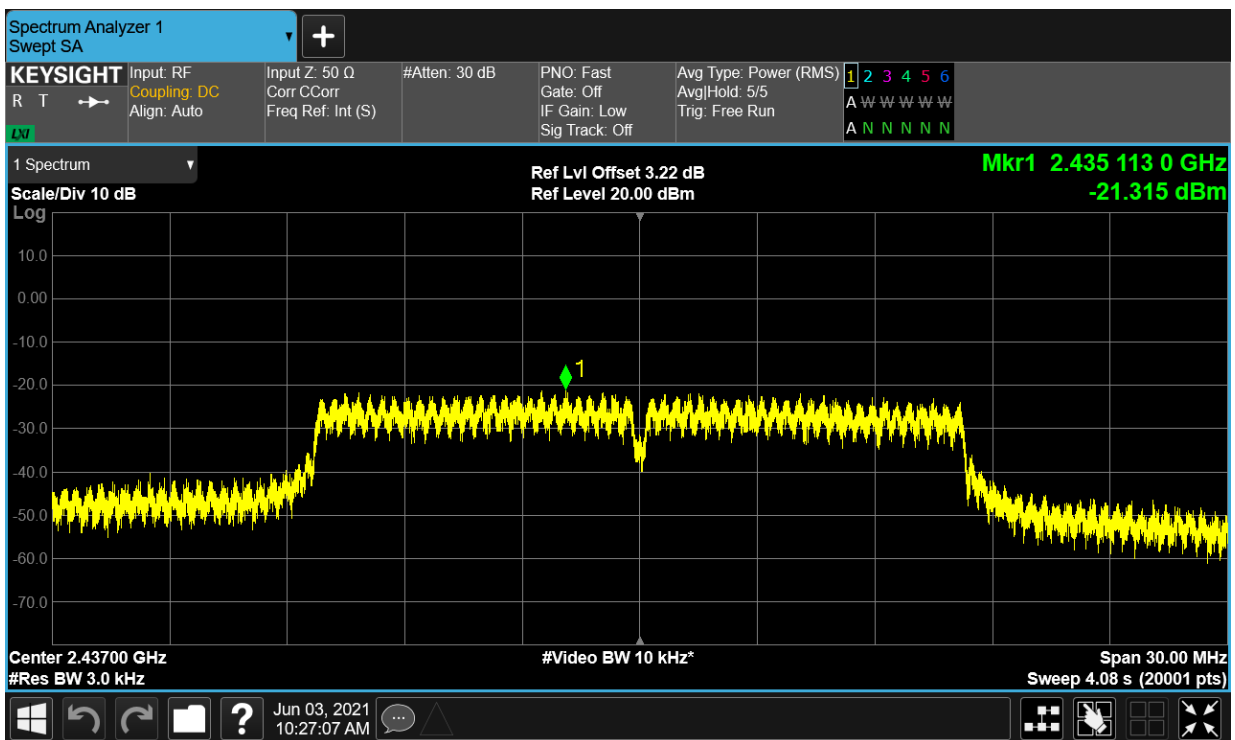 Spectrum Analyzer 1
Swept SA
+
KEYSIGHT
R T
LXI
Input: RF
Coupling: DC
Align: Auto
Input Z: 50 Ω
Corr CCorr
Freq Ref: Int (S)
#Atten: 30 dB
PNO: Fast
Gate: Off
IF Gain: Low
Sig Track: Off
Avg Type: Power (RMS)
Avg|Hold: 5/5
Trig: Free Run
1 2 3 4 5 6
A W W W W W
A N N N N N
1 Spectrum
Scale/Div 10 dB
Log
Ref Lvl Offset 3.22 dB
Ref Level 20.00 dBm
Mkr1 2.435 113 0 GHz
-21.315 dBm
10.0
0.00
-10.0
-20.0
-30.0
-40.0
-50.0
-60.0
-70.0
1
Center 2.43700 GHz
#Res BW 3.0 kHz
#Video BW 10 kHz*
Span 30.00 MHz
Sweep 4.08 s (20001 pts)
?
Jun 03, 2021
10:27:07 AM